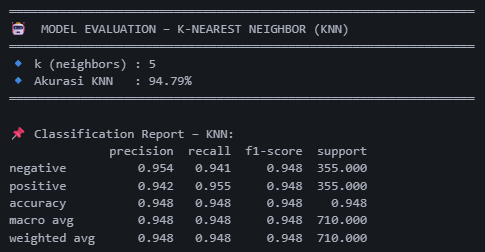 MODEL EVALUATION – K-NEAREST NEIGHBOR (KNN)
k (neighbors) : 5
Akurasi KNN : 94.79%
Classification Report – KNN:
precision recall f1-score support
negative 0.954 0.941 0.948 355.000
positive 0.942 0.955 0.948 355.000
accuracy 0.948 0.948 0.948 0.948
macro avg 0.948 0.948 0.948 710.000
weighted avg 0.948 0.948 0.948 710.000